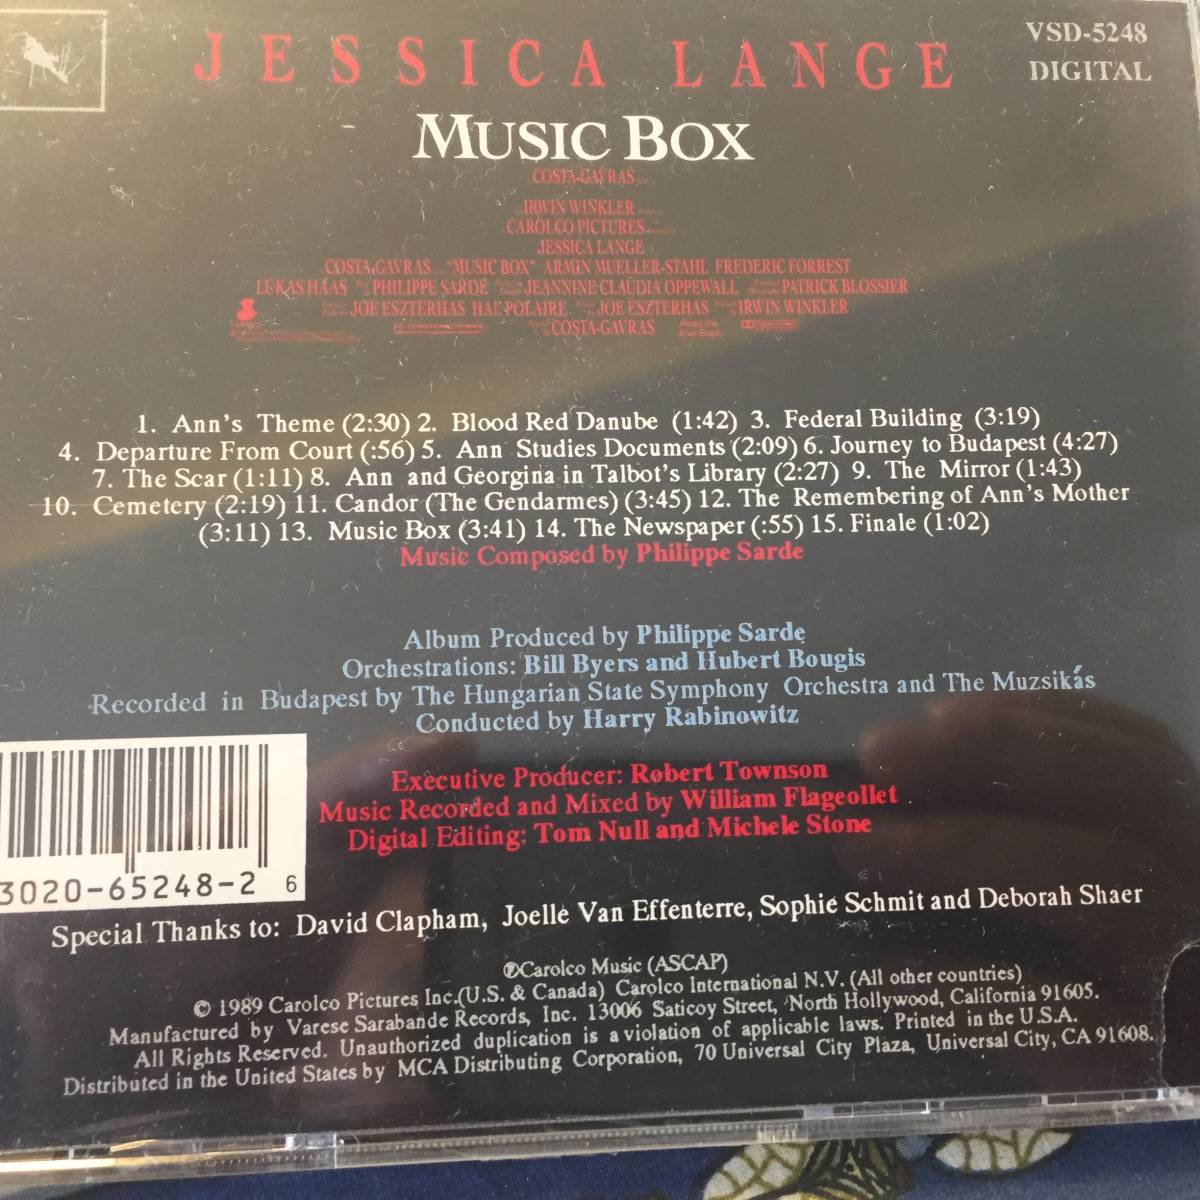 JESSICA LANGE
VSD-5248
DIGITAL
MUSIC BOX
COSTA-GAVRAS
IRWIN WINKLER
CAROLCO PICTURES
JESSICA LANGE
COSTA-GAVRAS "MUSIC BOX" ARMIN MUELLER-STAHL FREDERIC FORREST
LUKAS HAAS PHILIPPE SARDE JEANNINE CLAUDIA OPPEWALL PATRICK BLOSSIER
JOE ESZTERHAS HAL POLAIRE JOE ESZTERHAS IRWIN WINKLER
COSTA-GAVRAS Read the
1. Ann's Theme (2:30) 2. Blood Red Danube (1:42) 3. Federal Building (3:19)
4. Departure From Court (:56) 5. Ann Studies Documents (2:09) 6. Journey to Budapest (4:27)
7. The Scar (1:11) 8. Ann and Georgina in Talbot's Library (2:27) 9. The Mirror (1:43)
10. Cemetery (2:19) 11. Candor (The Gendarmes) (3:45) 12. The Remembering of Ann's Mother
(3:11) 13. Music Box (3:41) 14. The Newspaper (:55) 15. Finale (1:02)
Music Composed by Philippe Sarde
Album Produced by Philippe Sarde
Orchestrations: Bill Byers and Hubert Bougis
Recorded in Budapest by The Hungarian State Symphony Orchestra and The Muzsikás
Conducted by Harry Rabinowitz
Executive Producer: Robert Townson
Music Recorded and Mixed by William Flageollet
Digital Editing: Tom Null and Michele Stone
3020-65248-2 6
Special Thanks to: David Clapham, Joelle Van Effenterre, Sophie Schmit and Deborah Shaer
℗Carolco Music (ASCAP)
© 1989 Carolco Pictures Inc.(U.S. & Canada) Carolco International N.V. (All other countries)
Manufactured by Varese Sarabande Records, Inc. 13006 Saticoy Street, North Hollywood, California 91605.
All Rights Reserved. Unauthorized duplication is a violation of applicable laws. Printed in the U.S.A.
Distributed in the United States by MCA Distributing Corporation, 70 Universal City Plaza, Universal City, CA 91608.